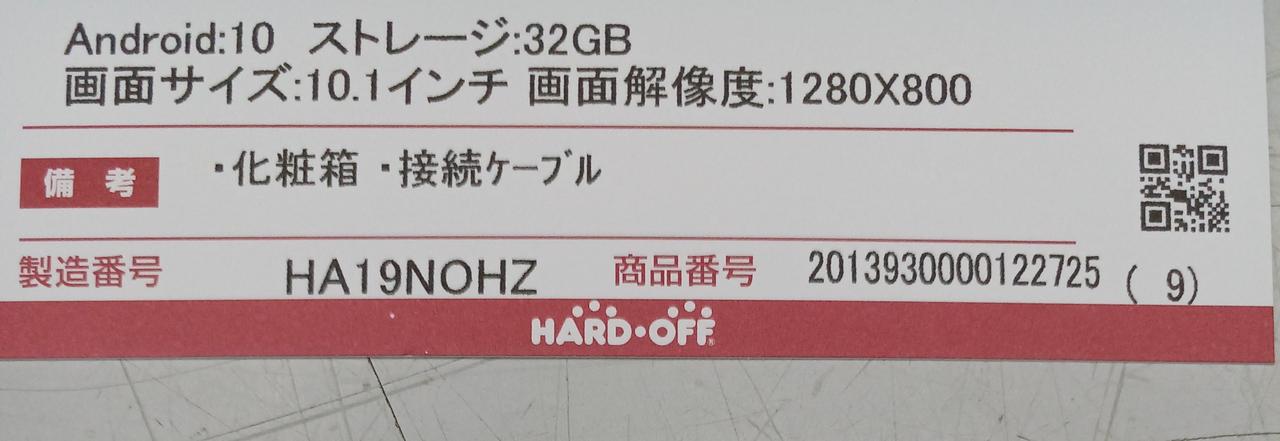 Android:10 ストレージ:32GB
画面サイズ:10.1インチ 画面解像度:1280X800
備考 ・化粧箱 ・接続ｹｰﾌﾞﾙ
製造番号 HA19NOHZ 商品番号 2013930000122725 ( 9)
HARD・OFF®